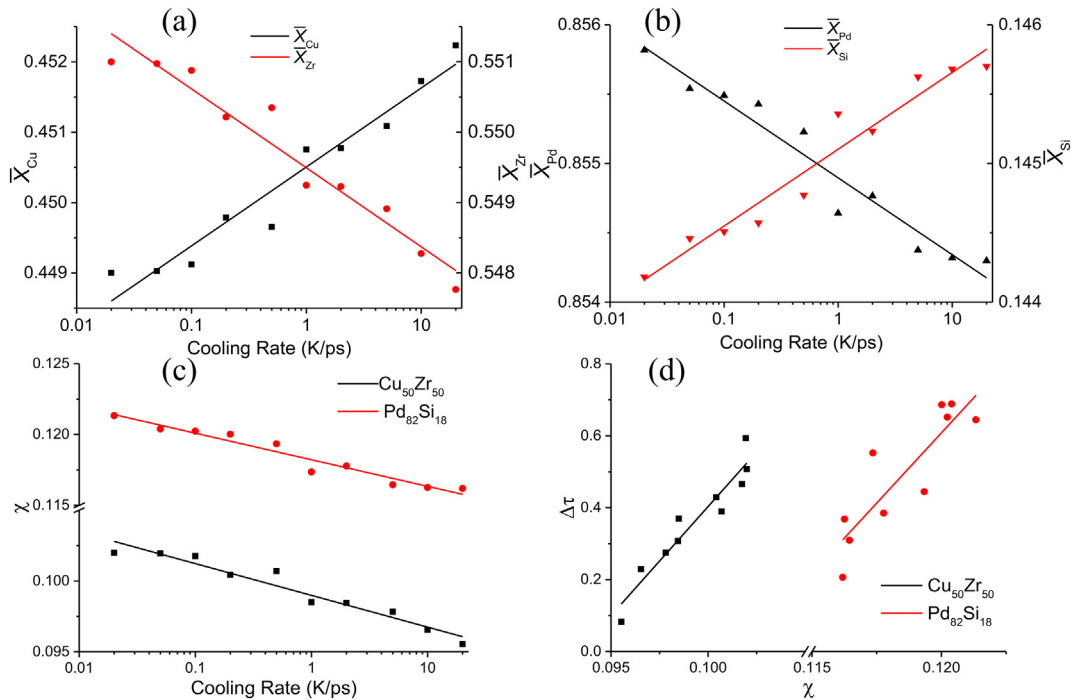 (a)
X̅Cu
X̅Zr
0.452
0.451
0.450
0.449
X̅Cu
0.551
0.550
0.549
0.548
X̅Zr
0.01 0.1 1 10
Cooling Rate (K/ps)
(b)
X̅Pd
X̅Si
0.856
0.855
0.854
X̅Pd
0.146
0.145
0.144
X̅Si
0.01 0.1 1 10
Cooling Rate (K/ps)
(c)
Cu50Zr50
Pd82Si18
0.125
0.120
0.115
0.100
0.095
χ
0.01 0.1 1 10
Cooling Rate (K/ps)
(d)
0.8
0.6
0.4
0.2
0.0
Δτ
Cu50Zr50
Pd82Si18
0.095 0.100 0.115 0.120
χ